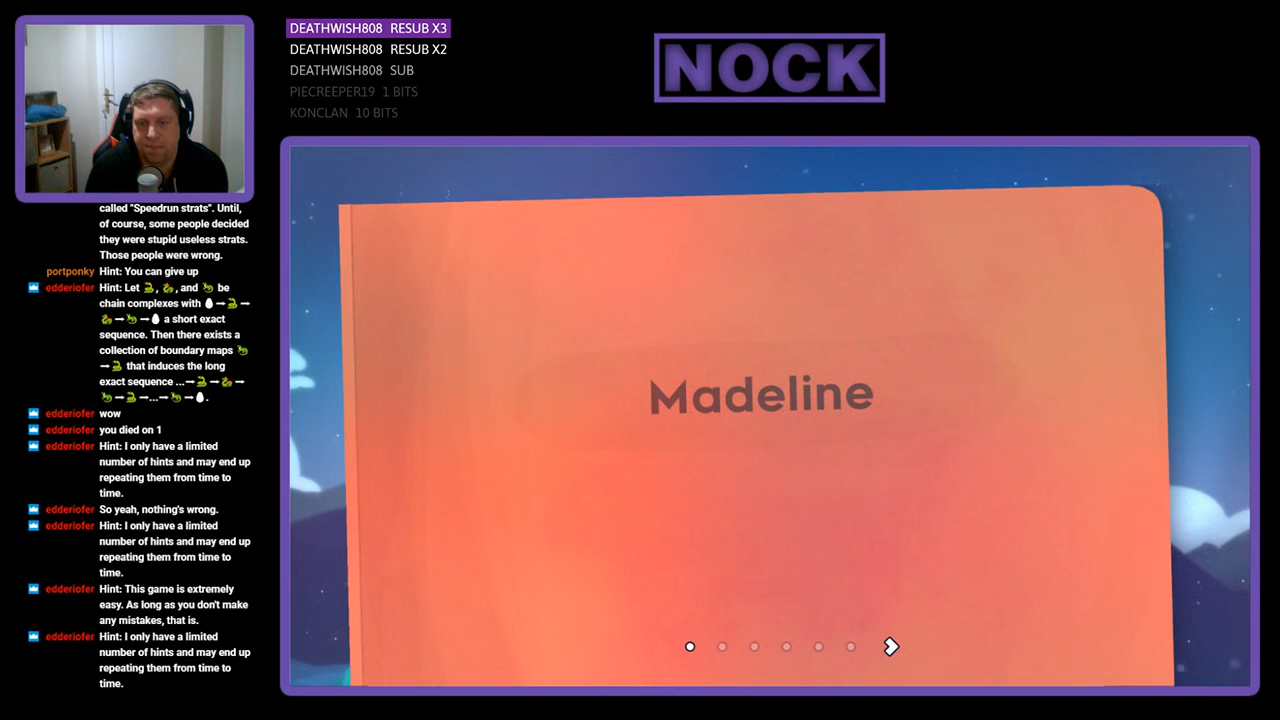 DEATHWISH808 RESUB X3
DEATHWISH808 RESUB X2
DEATHWISH808 SUB
PIECREEPER19 1 BITS
KONCLAN 10 BITS
NOCK
called "Speedrun strats". Until,
of course, some people decided
they were stupid useless strats.
Those people were wrong.
portponky Hint: You can give up
edderiofer Hint: Let 🐍, 🐉, and 🦎 be
chain complexes with 🥚→🐍→
🐉→🦎→🥚 a short exact
sequence. Then there exists a
collection of boundary maps 🦎
→🐍 that induces the long
exact sequence ...→🐍→🐉→
🦎→🐍→...→🦎→🥚.
edderiofer wow
edderiofer you died on 1
edderiofer Hint: I only have a limited
number of hints and may end up
repeating them from time to
time.
edderiofer So yeah, nothing's wrong.
edderiofer Hint: I only have a limited
number of hints and may end up
repeating them from time to
time.
edderiofer Hint: This game is extremely
easy. As long as you don't make
any mistakes, that is.
edderiofer Hint: I only have a limited
number of hints and may end up
repeating them from time to
time.
Madeline